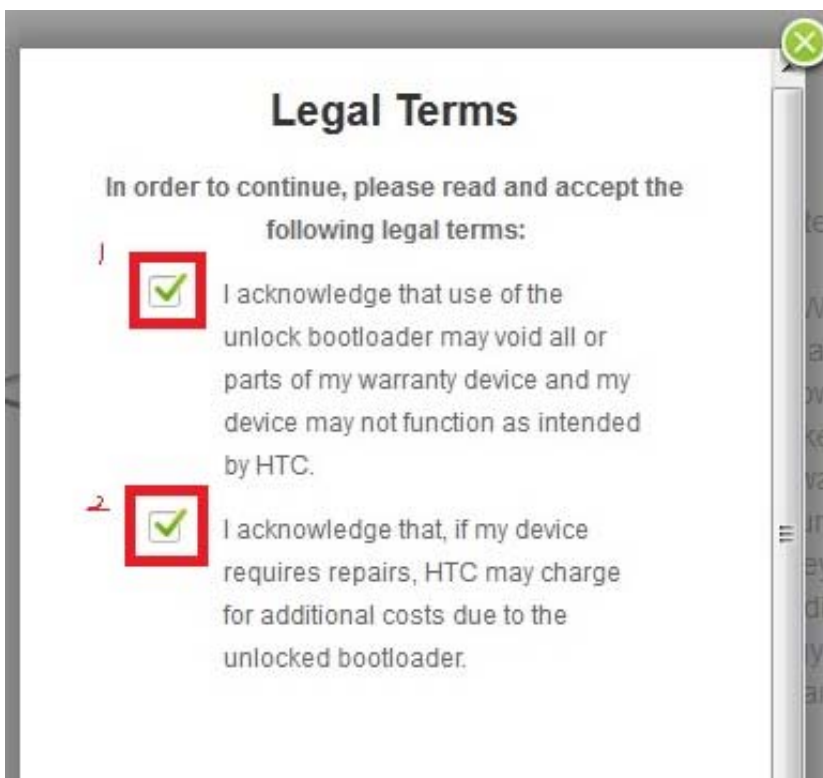 Legal Terms
In order to continue, please read and accept the
following legal terms:
1
I acknowledge that use of the
unlock bootloader may void all or
parts of my warranty device and my
device may not function as intended
by HTC.
2
I acknowledge that, if my device
requires repairs, HTC may charge
for additional costs due to the
unlocked bootloader.